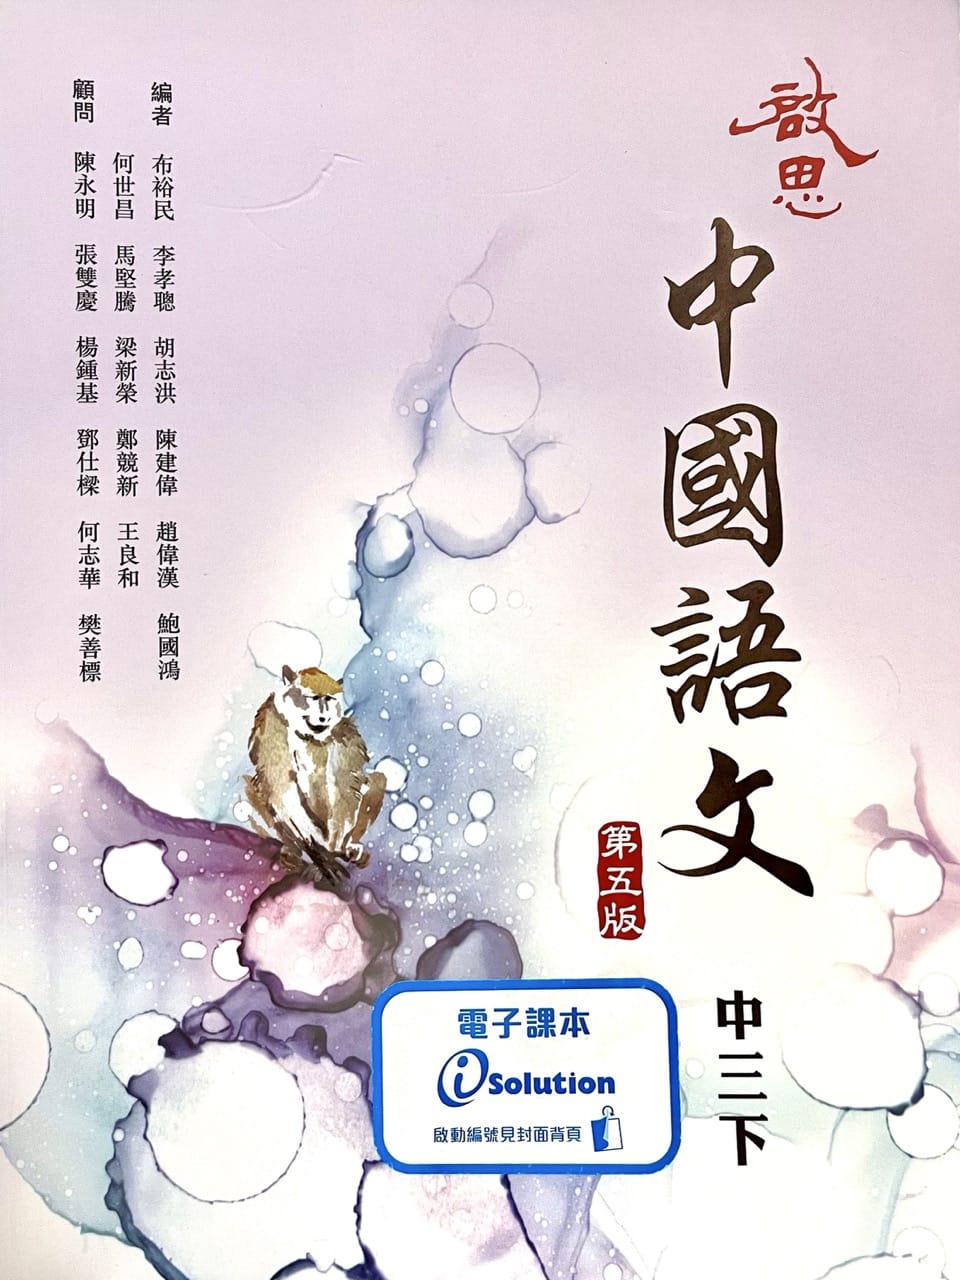 啟思
中國語文
第五版
中三下
編者 布裕民 李孝聰 胡志洪 陳建偉 趙偉漢 鮑國鴻
何世昌 馬堅騰 梁新榮 鄭競新 王良和
顧問 陳永明 張雙慶 楊鍾基 鄧仕樑 何志華 樊善標
電子課本
iSolution
啟動編號見封面背頁